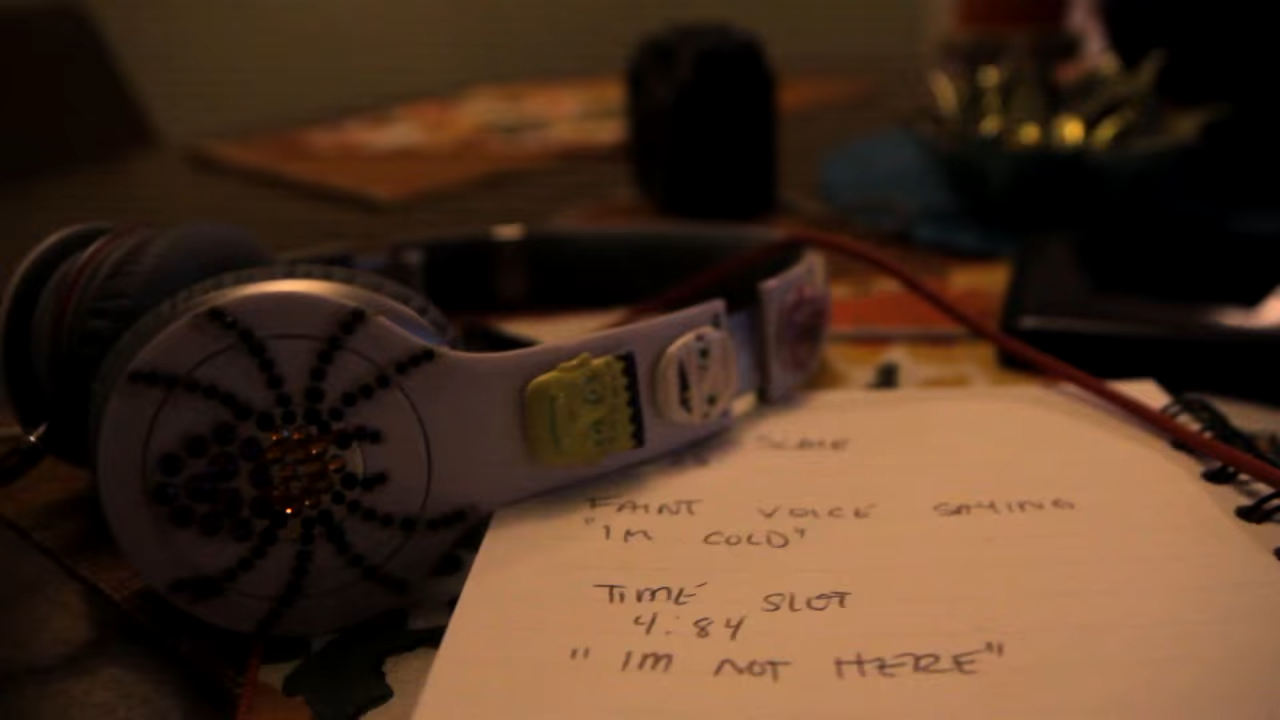 FAINT VOICE SAYING
"IM COLD"
TIME SLOT
4:84
"IM NOT HERE"